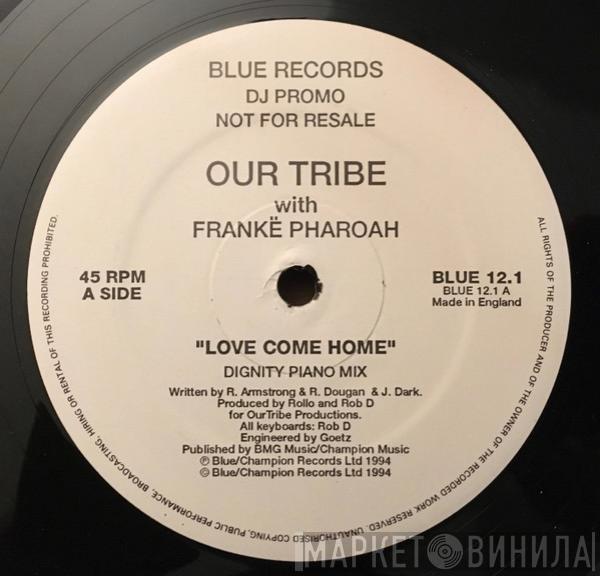 BLUE RECORDS
DJ PROMO
NOT FOR RESALE
OUR TRIBE
with
FRANKË PHAROAH
45 RPM
A SIDE
BLUE 12.1
BLUE 12.1 A
Made in England
"LOVE COME HOME"
DIGNITY PIANO MIX
Written by R. Armstrong & R. Dougan & J. Dark.
Produced by Rollo and Rob D
for OurTribe Productions.
All keyboards: Rob D
Engineered by Goetz
Published by BMG Music/Champion Music
℗ Blue/Champion Records Ltd 1994
© Blue/Champion Records Ltd 1994
ALL RIGHTS OF THE PRODUCER AND OF THE OWNER OF THE RECORDED WORK RESERVED. UNAUTHORISED COPYING, PUBLIC PERFORMANCE, BROADCASTING, HIRING OR RENTAL OF THIS RECORDING PROHIBITED.
МАРКЕТОВИНИЛА